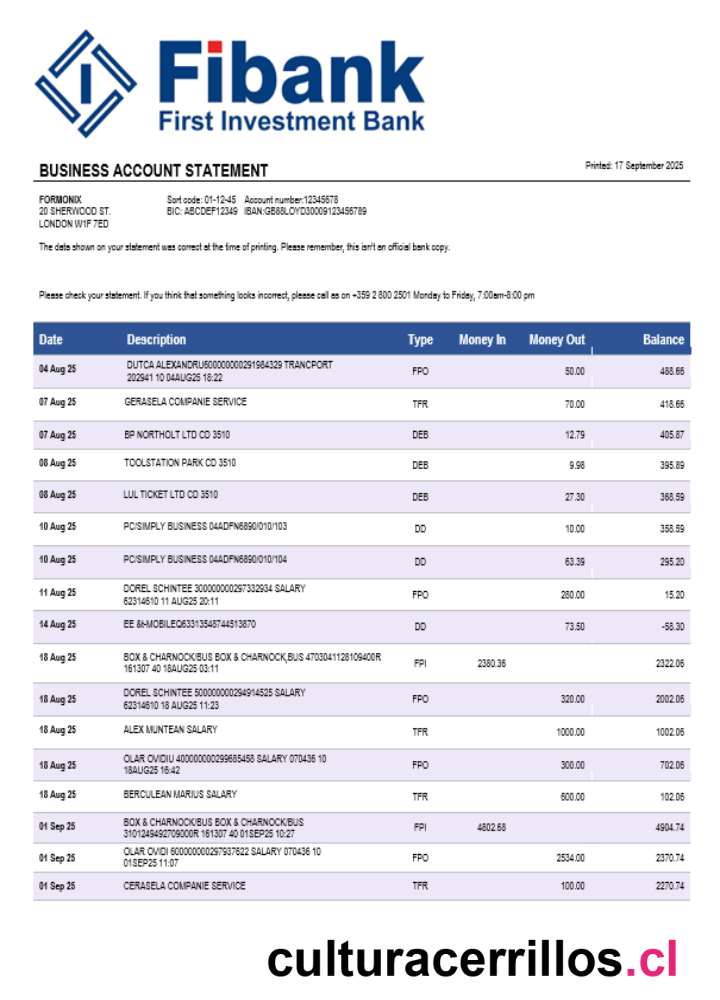 Fibank
First Investment Bank
BUSINESS ACCOUNT STATEMENT
Printed: 17 September 2025
FORMONIX
20 SHERWOOD ST.
LONDON W1F 7ED
Sort code: 01-12-45 Account number:12345678
BIC: ABCDEF12349 IBAN:GB88LOYD30009123456789
The data shown on your statement was correct at the time of printing. Please remember, this isn't an official bank copy.
Please check your statement. If you think that something looks incorrect, please call as on +359 2 800 2501 Monday to Friday, 7:00am-8:00 pm
Date Description Type Money In Money Out Balance
04 Aug 25 DUTCA ALEXANDRU600000000291984329 TRANCPORT
202941 10 04AUG25 18:22 FPO 50.00 488.66
07 Aug 25 GERASELA COMPANIE SERVICE TFR 70.00 418.66
07 Aug 25 BP NORTHOLT LTD CD 3510 DEB 12.79 405.87
08 Aug 25 TOOLSTATION PARK CD 3510 DEB 9.98 395.89
08 Aug 25 LUL TICKET LTD CD 3510 DEB 27.30 368.59
10 Aug 25 PC/SIMPLY BUSINESS 04ADFN6890/010/103 DD 10.00 358.59
10 Aug 25 PC/SIMPLY BUSINESS 04ADFN6890/010/104 DD 63.39 295.20
11 Aug 25 DOREL SCHINTEE 300000000297332934 SALARY
62314610 11 AUG25 20:11 FPO 280.00 15.20
14 Aug 25 EE &t-MOBILEQ63313548744513870 DD 73.50 -58.30
18 Aug 25 BOX & CHARNOCK/BUS BOX & CHARNOCK,BUS 4703041128109400R
161307 40 18AUG25 03:11 FPI 2380.36 2322.06
18 Aug 25 DOREL SCHINTEE 500000000294914525 SALARY
62314610 18 AUG25 11:23 FPO 320.00 2002.06
18 Aug 25 ALEX MUNTEAN SALARY TFR 1000.00 1002.06
18 Aug 25 OLAR OVIDIU 400000000299685458 SALARY 070436 10
18AUG25 16:42 FPO 300.00 702.06
18 Aug 25 BERCULEAN MARIUS SALARY TFR 600.00 102.06
01 Sep 25 BOX & CHARNOCK/BUS BOX & CHARNOCK/BUS
3101249492709000R 161307 40 01SEP25 10:27 FPI 4802.68 4904.74
01 Sep 25 OLAR OVIDI 600000000297937622 SALARY 070436 10
01SEP25 11:07 FPO 2534.00 2370.74
01 Sep 25 CERASELA COMPANIE SERVICE TFR 100.00 2270.74
culturacerrillos.cl